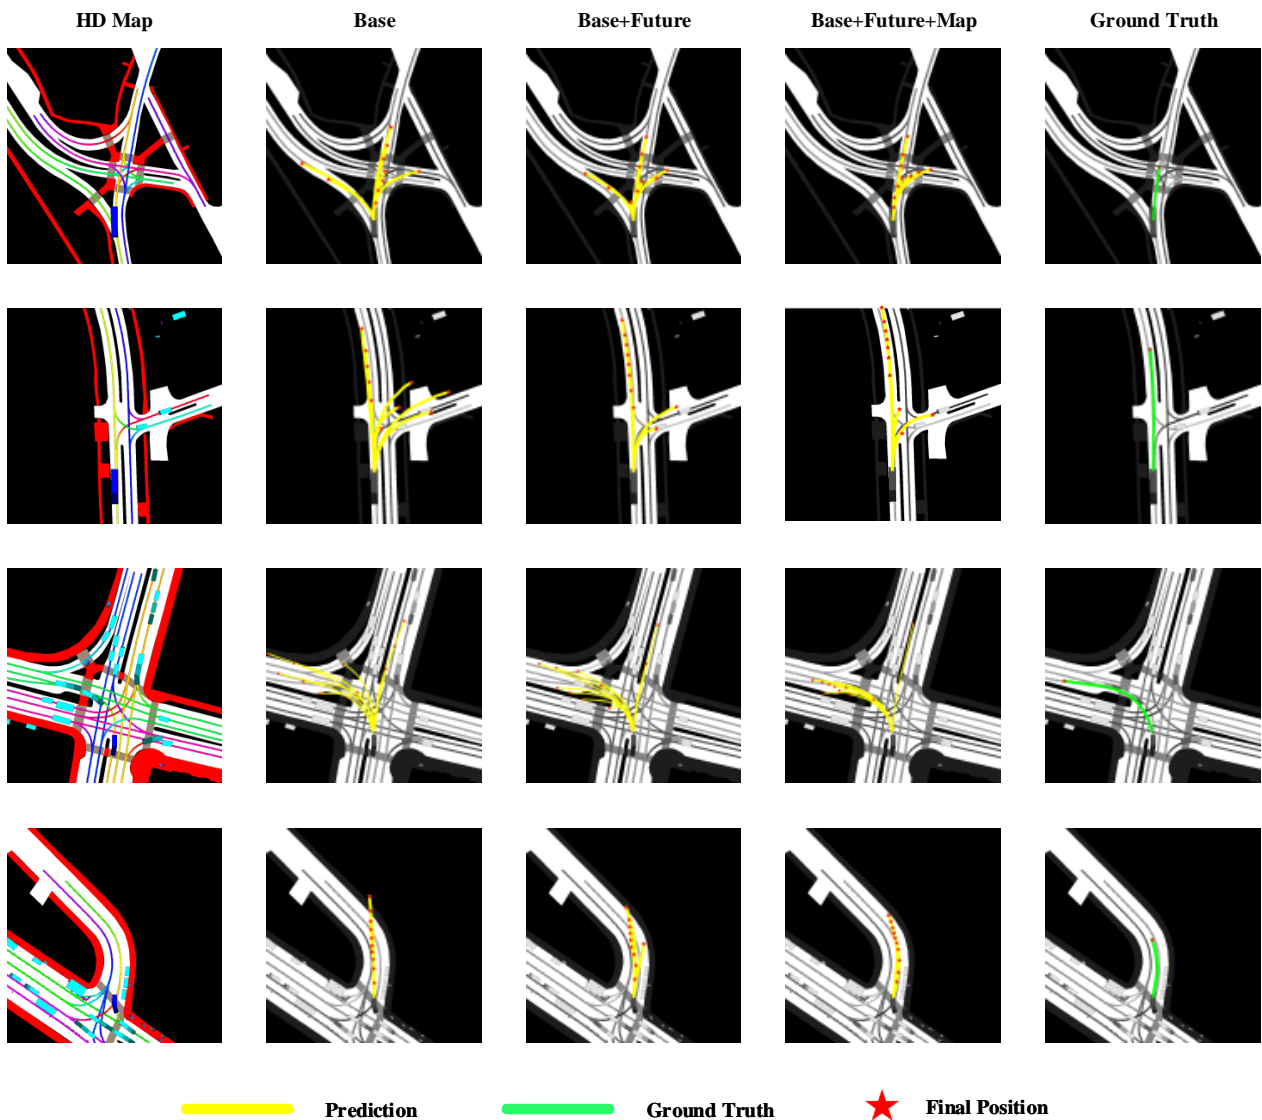 HD Map
Base
Base+Future
Base+Future+Map
Ground Truth
Prediction
Ground Truth
Final Position